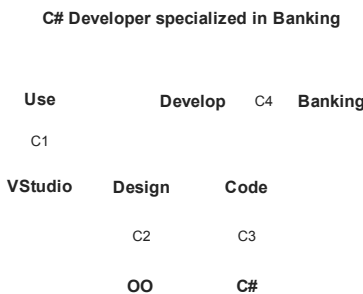 C# Developer specialized in Banking
Use Develop C4 Banking
C1
VStudio Design Code
C2 C3
OO C#